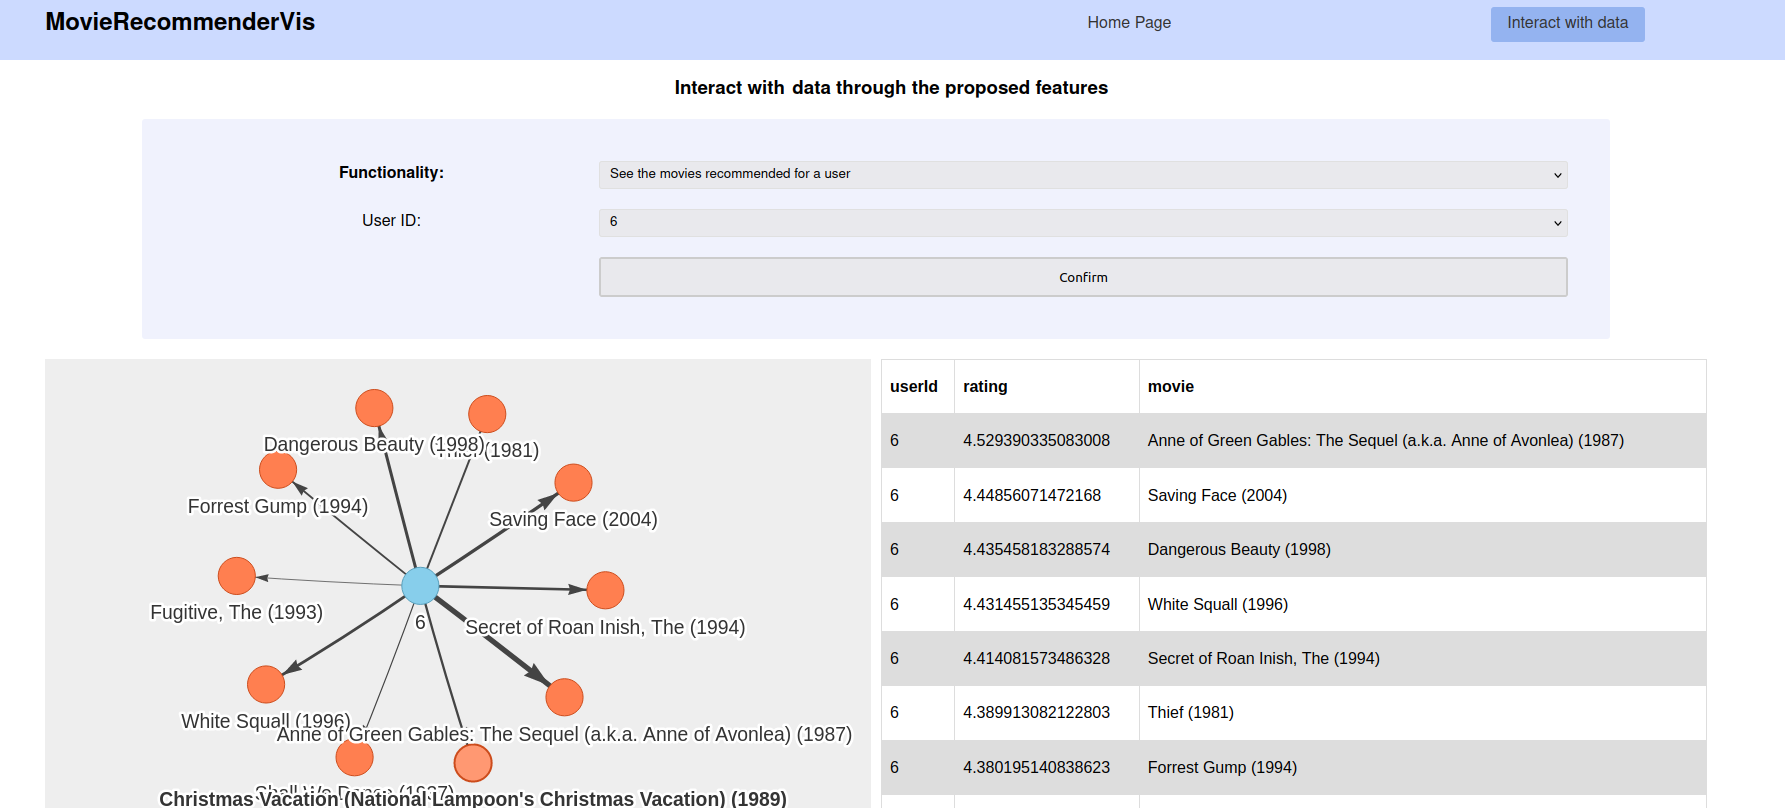 MovieRecommenderVis
Home Page
Interact with data
Interact with data through the proposed features
Functionality:
See the movies recommended for a user
User ID:
6
Confirm
Dangerous Beauty (1998)
(1981)
Forrest Gump (1994)
Saving Face (2004)
Fugitive, The (1993)
6
Secret of Roan Inish, The (1994)
White Squall (1996)
Anne of Green Gables: The Sequel (a.k.a. Anne of Avonlea) (1987)
Christmas Vacation (National Lampoon's Christmas Vacation) (1989)
userId rating movie
6 4.529390335083008 Anne of Green Gables: The Sequel (a.k.a. Anne of Avonlea) (1987)
6 4.44856071472168 Saving Face (2004)
6 4.435458183288574 Dangerous Beauty (1998)
6 4.431455135345459 White Squall (1996)
6 4.414081573486328 Secret of Roan Inish, The (1994)
6 4.389913082122803 Thief (1981)
6 4.380195140838623 Forrest Gump (1994)